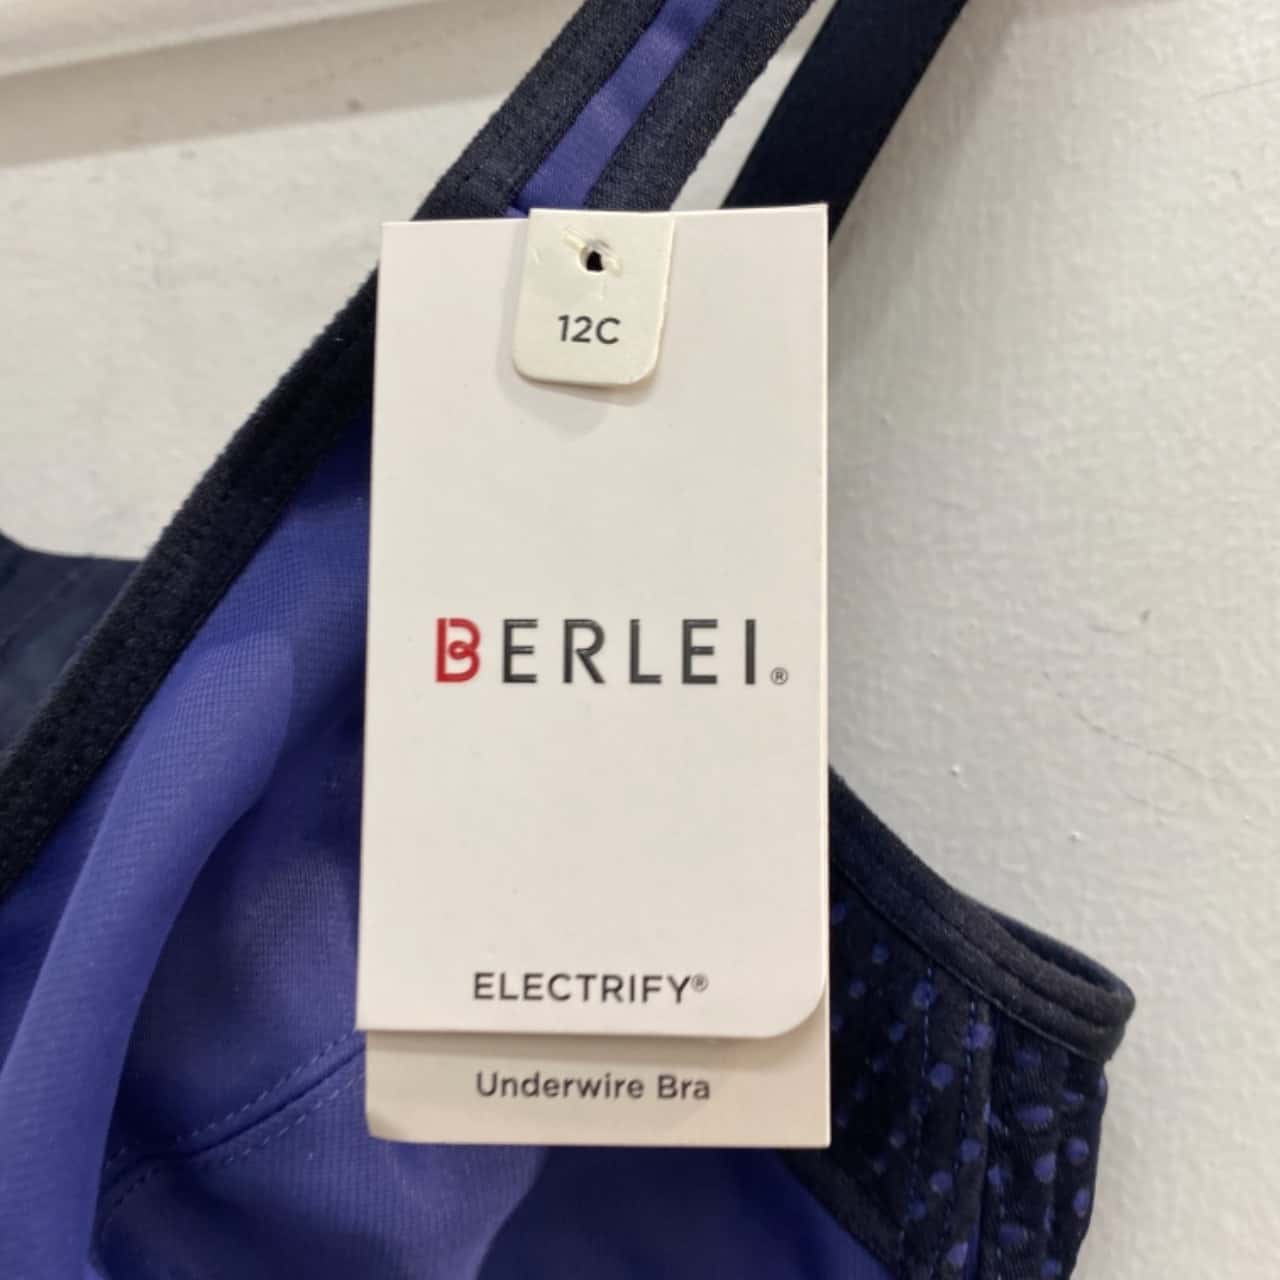 12C
BERLEI®
ELECTRIFY®
Underwire Bra